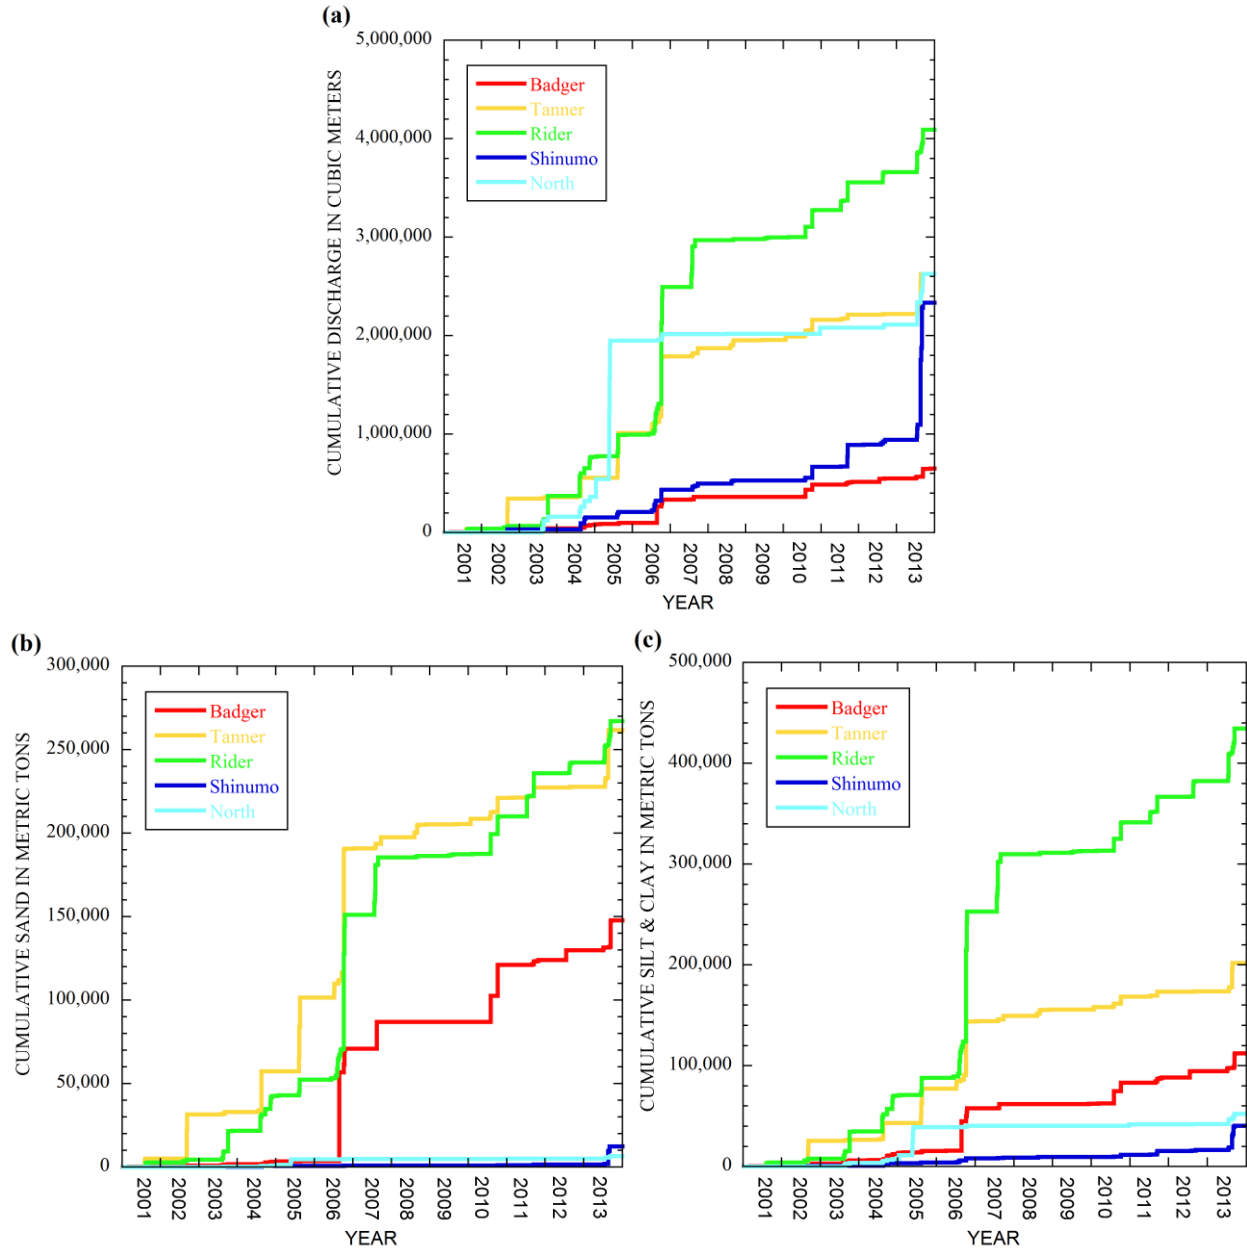 (a)
CUMULATIVE DISCHARGE IN CUBIC METERS
5,000,000
4,000,000
3,000,000
2,000,000
1,000,000
0
Badger
Tanner
Rider
Shinumo
North
2001
2002
2003
2004
2005
2006
2007
2008
2009
2010
2011
2012
2013
YEAR
(b)
CUMULATIVE SAND IN METRIC TONS
300,000
250,000
200,000
150,000
100,000
50,000
0
Badger
Tanner
Rider
Shinumo
North
2001
2002
2003
2004
2005
2006
2007
2008
2009
2010
2011
2012
2013
YEAR
(c)
CUMULATIVE SILT & CLAY IN METRIC TONS
500,000
400,000
300,000
200,000
100,000
0
Badger
Tanner
Rider
Shinumo
North
2001
2002
2003
2004
2005
2006
2007
2008
2009
2010
2011
2012
2013
YEAR